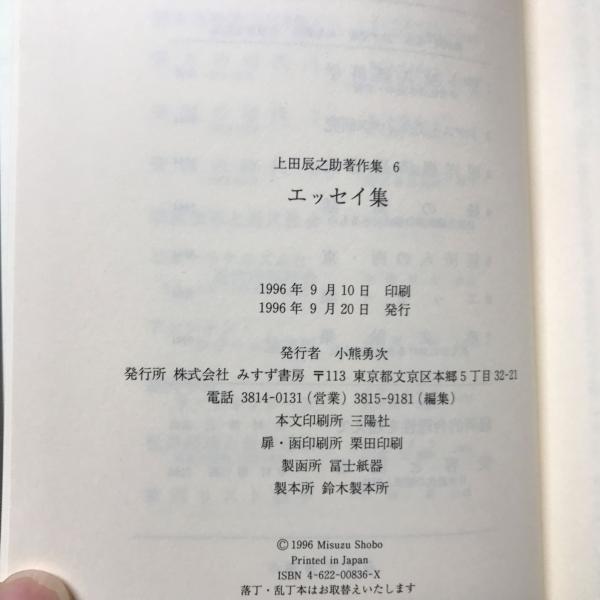 上田辰之助著作集 6
エッセイ集
1996年 9月10日 印刷
1996年 9月20日 発行
発行者 小熊勇次
発行所 株式会社 みすず書房 〒113 東京都文京区本郷5丁目32-21
電話 3814-0131(営業) 3815-9181(編集)
本文印刷所 三陽社
扉・函印刷所 栗田印刷
製函所 冨士紙器
製本所 鈴木製本所
© 1996 Misuzu Shobo
Printed in Japan
ISBN 4-622-00836-X
落丁・乱丁本はお取替えいたします